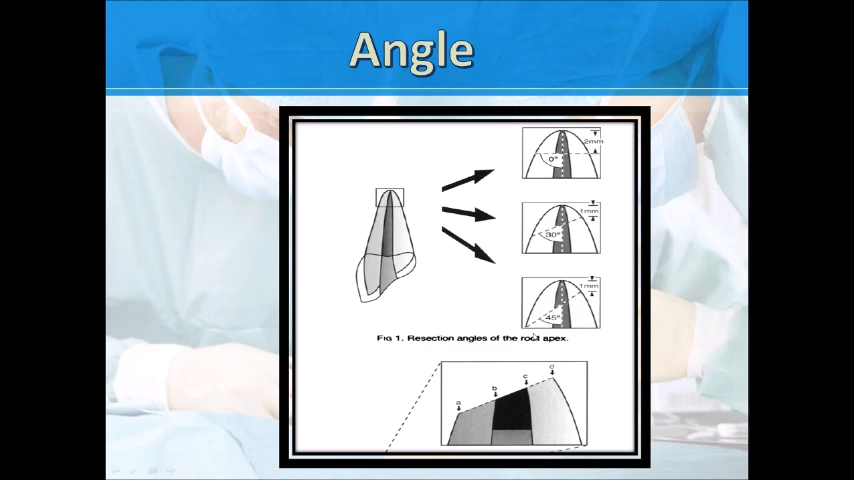 Angle
2mm
0°
1mm
30°
1mm
45°
FIG 1. Resection angles of the root apex.
a
b
c
d